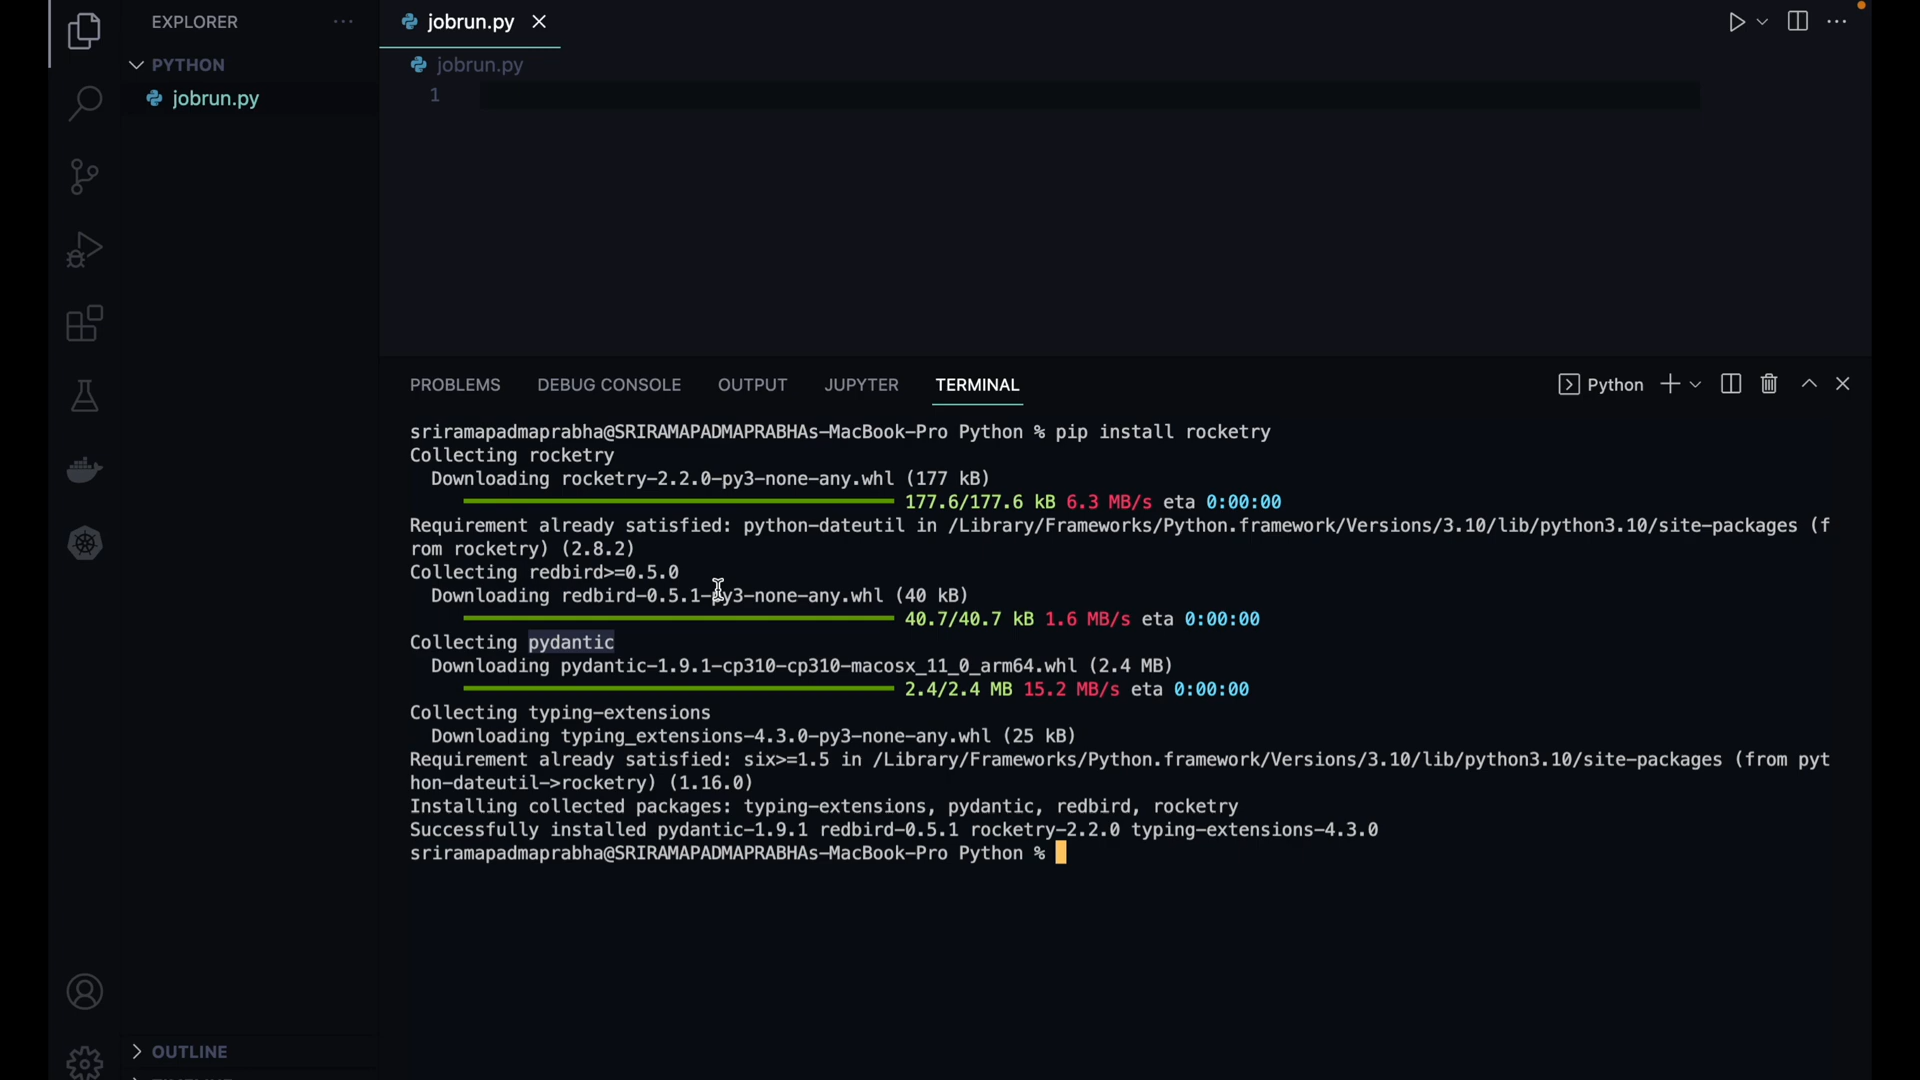 EXPLORER
jobrun.py
PYTHON
jobrun.py
jobrun.py
1
PROBLEMS
DEBUG CONSOLE
OUTPUT
JUPYTER
TERMINAL
Python
sriramapadmaprabha@SRIRAMAPADMAPRABHAs-MacBook-Pro Python % pip install rocketry
Collecting rocketry
Downloading rocketry-2.2.0-py3-none-any.whl (177 kB)
177.6/177.6 kB 6.3 MB/s eta 0:00:00
Requirement already satisfied: python-dateutil in /Library/Frameworks/Python.framework/Versions/3.10/lib/python3.10/site-packages (f
rom rocketry) (2.8.2)
Collecting redbird>=0.5.0
Downloading redbird-0.5.1-py3-none-any.whl (40 kB)
40.7/40.7 kB 1.6 MB/s eta 0:00:00
Collecting pydantic
Downloading pydantic-1.9.1-cp310-cp310-macosx_11_0_arm64.whl (2.4 MB)
2.4/2.4 MB 15.2 MB/s eta 0:00:00
Collecting typing-extensions
Downloading typing_extensions-4.3.0-py3-none-any.whl (25 kB)
Requirement already satisfied: six>=1.5 in /Library/Frameworks/Python.framework/Versions/3.10/lib/python3.10/site-packages (from pyt
hon-dateutil->rocketry) (1.16.0)
Installing collected packages: typing-extensions, pydantic, redbird, rocketry
Successfully installed pydantic-1.9.1 redbird-0.5.1 rocketry-2.2.0 typing-extensions-4.3.0
sriramapadmaprabha@SRIRAMAPADMAPRABHAs-MacBook-Pro Python %
OUTLINE